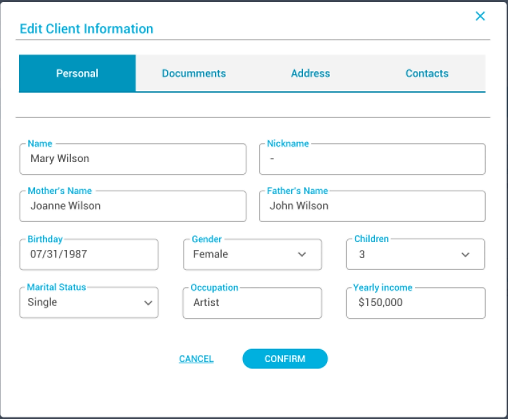 Edit Client Information
Personal Documments Address Contacts
Name Nickname
Mary Wilson -
Mother's Name Father's Name
Joanne Wilson John Wilson
Birthday Gender Children
07/31/1987 Female 3
Marital Status Occupation Yearly income
Single Artist $150,000
CANCEL CONFIRM